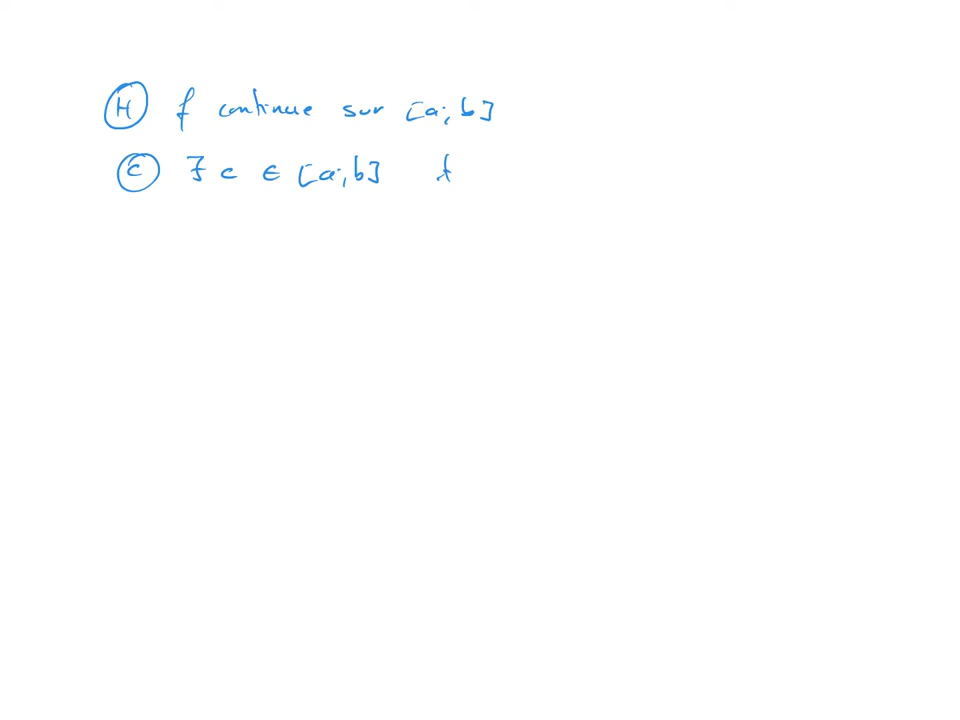 H f continue sur [a; b]
C ∃ c ∈ [a; b] f